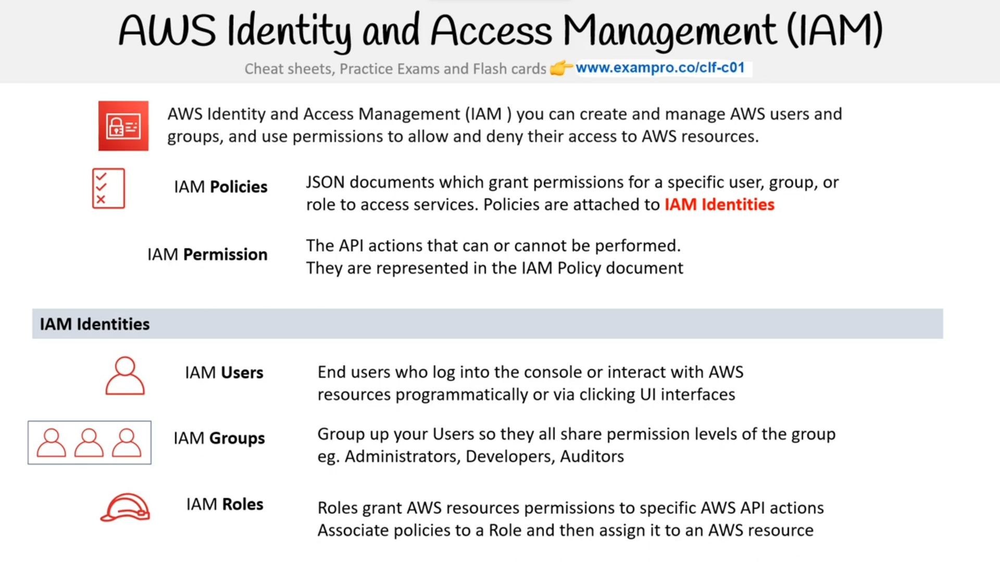 AWS Identity and Access Management (IAM)
Cheat sheets, Practice Exams and Flash cards 👉 www.exampro.co/clf-c01
AWS Identity and Access Management (IAM ) you can create and manage AWS users and
groups, and use permissions to allow and deny their access to AWS resources.
IAM Policies
JSON documents which grant permissions for a specific user, group, or
role to access services. Policies are attached to IAM Identities
IAM Permission
The API actions that can or cannot be performed.
They are represented in the IAM Policy document
IAM Identities
IAM Users
End users who log into the console or interact with AWS
resources programmatically or via clicking UI interfaces
IAM Groups
Group up your Users so they all share permission levels of the group
eg. Administrators, Developers, Auditors
IAM Roles
Roles grant AWS resources permissions to specific AWS API actions
Associate policies to a Role and then assign it to an AWS resource